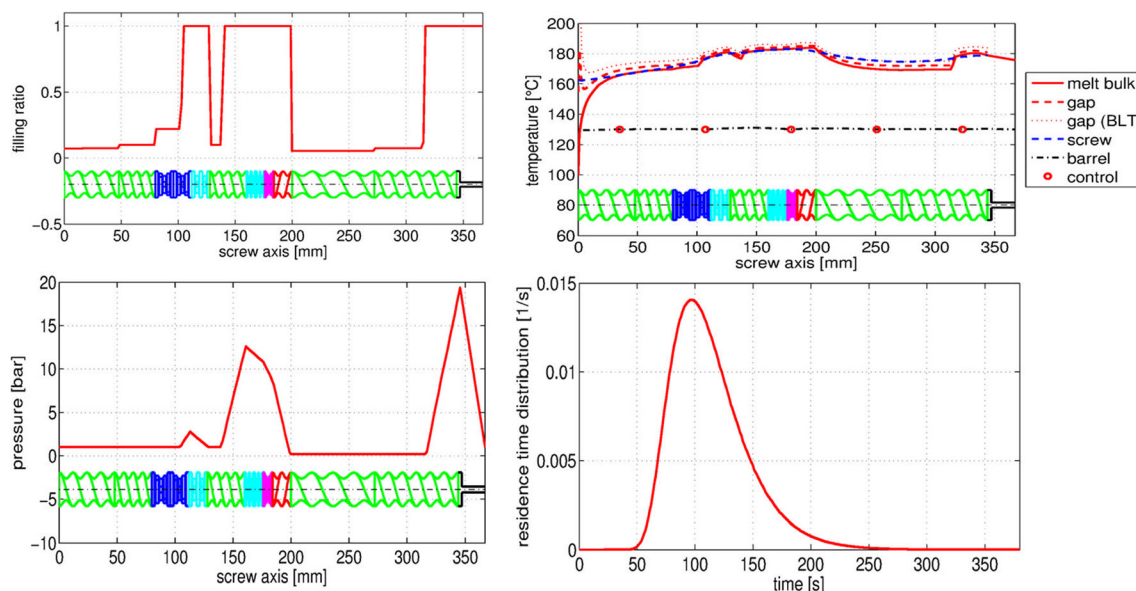 1
0.5
0
−0.5
filling ratio
0 50 100 150 200 250 300 350
screw axis [mm]
200
180
160
140
120
100
80
60
temperature [°C]
0 50 100 150 200 250 300 350
screw axis [mm]
melt bulk
gap
gap (BLT
screw
barrel
control
20
15
10
5
0
−5
−10
pressure [bar]
0 50 100 150 200 250 300 350
screw axis [mm]
0.015
0.01
0.005
0
residence time distribution [1/s]
0 50 100 150 200 250 300 350
time [s]